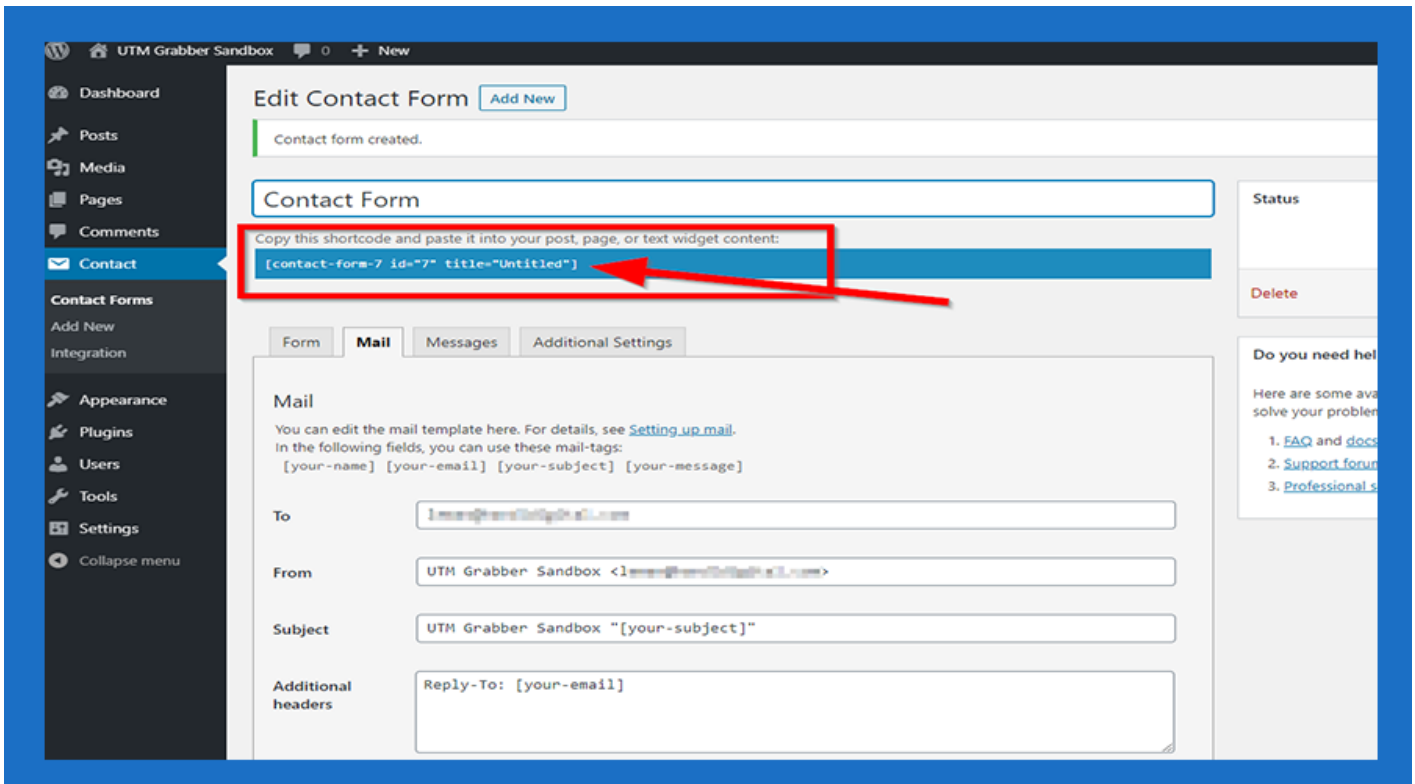 UTM Grabber Sandbox 0 New
Dashboard
Posts
Media
Pages
Comments
Contact
Contact Forms
Add New
Integration
Appearance
Plugins
Users
Tools
Settings
Collapse menu
Edit Contact Form Add New
Contact form created.
Contact Form
Copy this shortcode and paste it into your post, page, or text widget content:
[contact-form-7 id="7" title="Untitled"]
Form Mail Messages Additional Settings
Mail
You can edit the mail template here. For details, see Setting up mail.
In the following fields, you can use these mail-tags:
[your-name] [your-email] [your-subject] [your-message]
To
From UTM Grabber Sandbox <
Subject UTM Grabber Sandbox "[your-subject]"
Additional
headers
Reply-To: [your-email]
Status
Delete
Do you need hel
Here are some ava
solve your problem
1. FAQ and docs
2. Support forum
3. Professional s